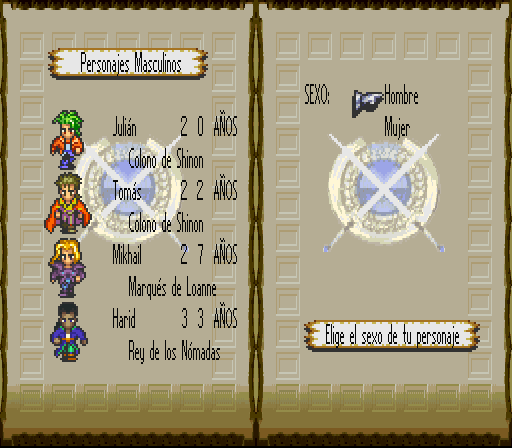 Personajes Masculinos
Julián 2 0 AÑOS
Colono de Shinon
Tomás 2 2 AÑOS
Colono de Shinon
Mikhail 2 7 AÑOS
Marqués de Loanne
Harid 3 3 AÑOS
Rey de los Nómadas
SEXO: Hombre
Mujer
Elige el sexo de tu personaje